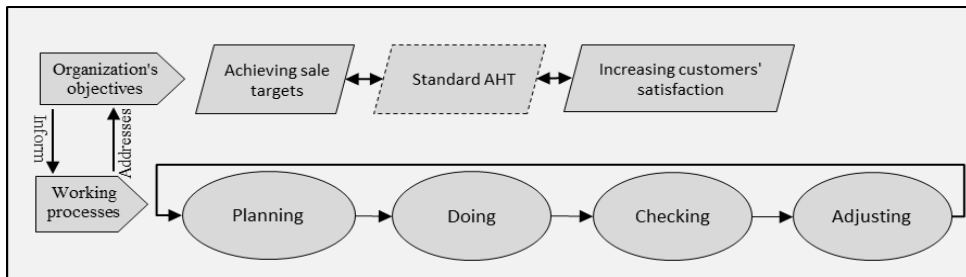 Organization's
objectives
Achieving sale
targets
Standard AHT
Increasing customers'
satisfaction
Inform
Addresses
Working
processes
Planning
Doing
Checking
Adjusting